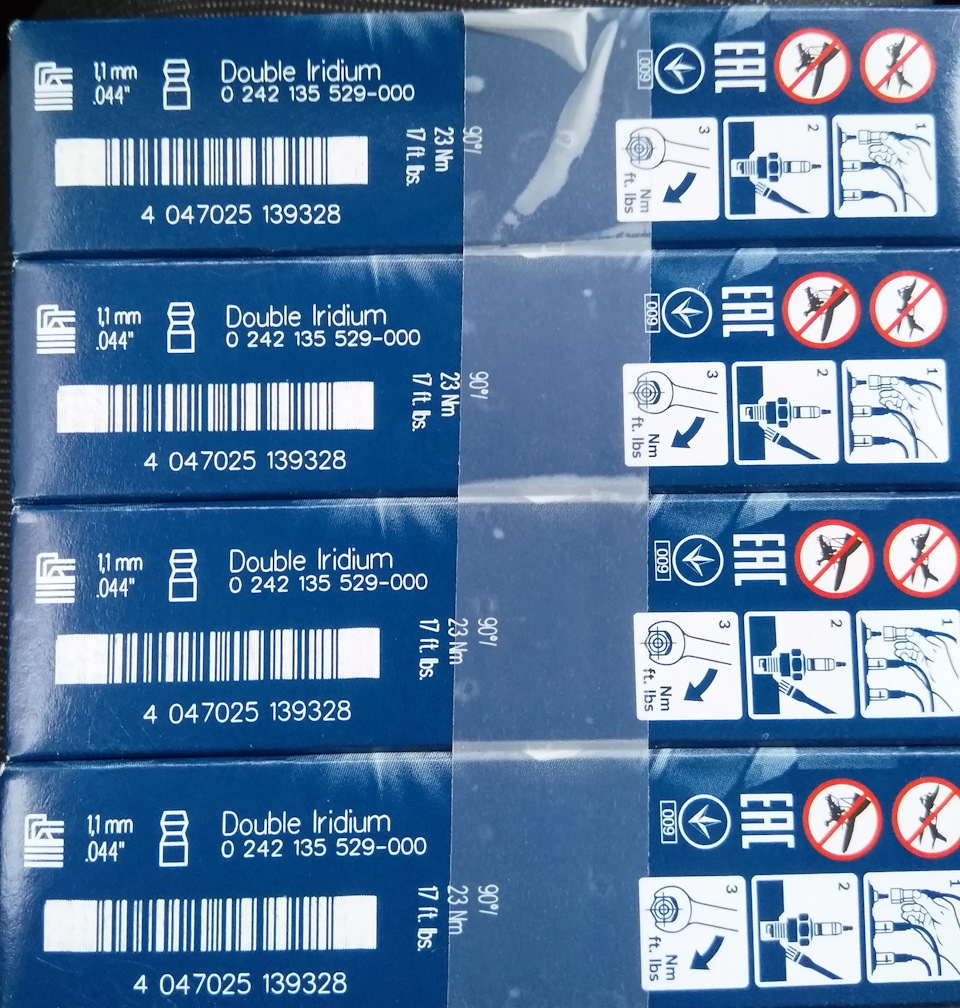 1,1 mm
.044"
Double Iridium
0 242 135 529-000
4 047025 139328
90°/
23 Nm
17 ft. lbs.
009
EAC
3
Nm
ft. lbs
2
1
1,1 mm
.044"
Double Iridium
0 242 135 529-000
4 047025 139328
90°/
23 Nm
17 ft. lbs.
009
EAC
3
Nm
ft. lbs
2
1
1,1 mm
.044"
Double Iridium
0 242 135 529-000
4 047025 139328
90°/
23 Nm
17 ft. lbs.
009
EAC
3
Nm
ft. lbs
2
1
1,1 mm
.044"
Double Iridium
0 242 135 529-000
4 047025 139328
90°/
23 Nm
17 ft. lbs.
009
EAC
3
Nm
ft. lbs
2
1